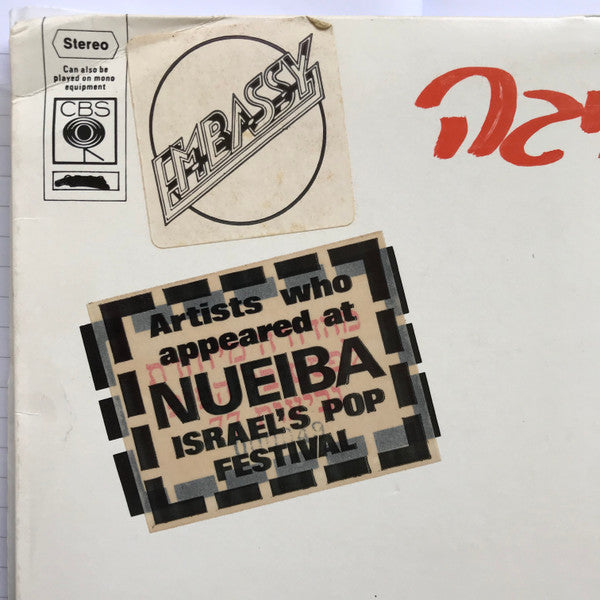 Stereo
Can also be
played on mono
equipment
CBS
EMBASSY
Artists who
appeared at
NUEIBA
ISRAEL'S POP
FESTIVAL